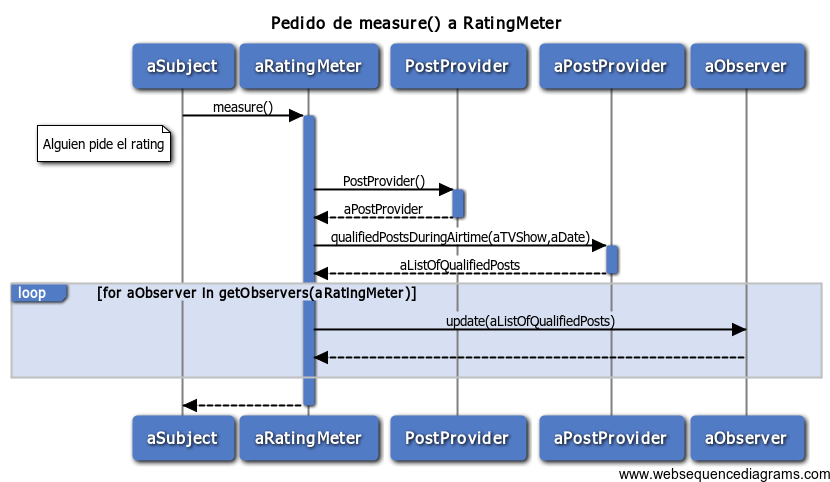 Pedido de measure() a RatingMeter
aSubject
aRatingMeter
PostProvider
aPostProvider
aObserver
measure()
Alguien pide el rating
PostProvider()
aPostProvider
qualifiedPostsDuringAirtime(aTVShow,aDate)
aListOfQualifiedPosts
loop
[for aObserver in getObservers(aRatingMeter)]
update(aListOfQualifiedPosts)
aSubject
aRatingMeter
PostProvider
aPostProvider
aObserver
www.websequencediagrams.com